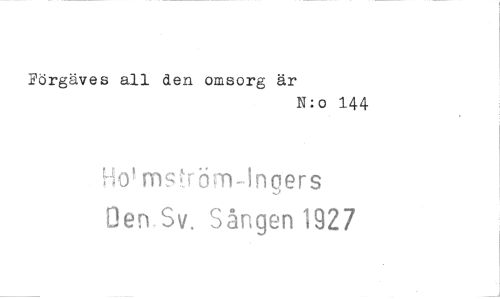 Förgäves all den omsorg är
N:o 144
Holmström-Ingers
Den Sv. Sången 1927